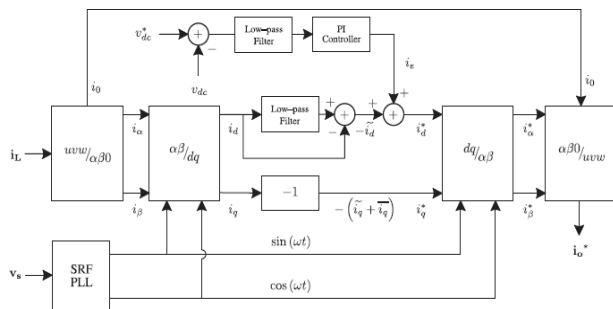 v*dc
+
−
Low−pass
Filter
PI
Controller
vdc
iε
i0
i0
iL
uvw/αβ0
iα
iβ
αβ/dq
id
iq
Low−pass
Filter
+
−
−ĩd
+
+
i*d
−1
−(ĩq + īq)
i*q
dq/αβ
i*α
i*β
αβ0/uvw
io*
vs
SRF
PLL
sin (ωt)
cos (ωt)